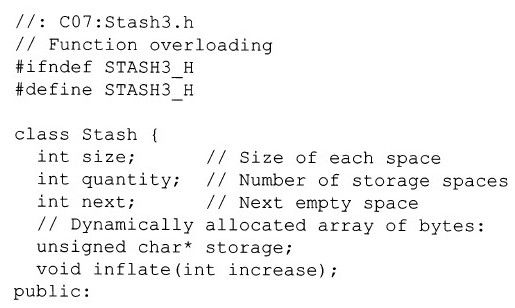 //: C07:Stash3.h
// Function overloading
#ifndef STASH3_H
#define STASH3_H

class Stash {
  int size;      // Size of each space
  int quantity;  // Number of storage spaces
  int next;      // Next empty space
  // Dynamically allocated array of bytes:
  unsigned char* storage;
  void inflate(int increase);
public: